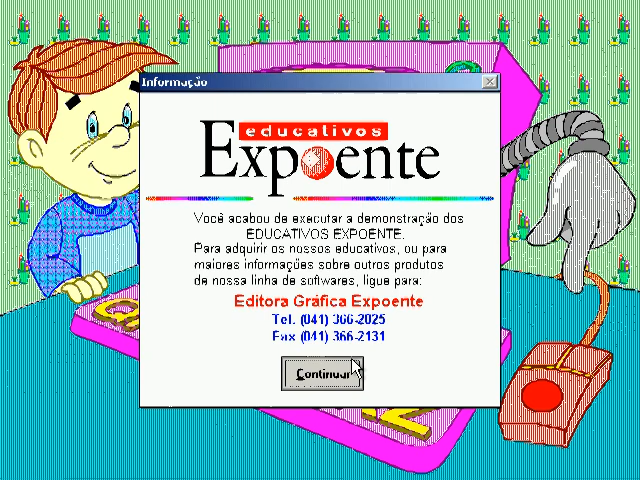 Informação
educativos
Expoente
Você acabou de executar a demonstração dos
EDUCATIVOS EXPOENTE.
Para adquirir os nossos educativos, ou para
maiores informações sobre outros produtos
de nossa linha de softwares, ligue para:
Editora Gráfica Expoente
Tel. (041) 366-2025
Fax (041) 366-2131
Continuar